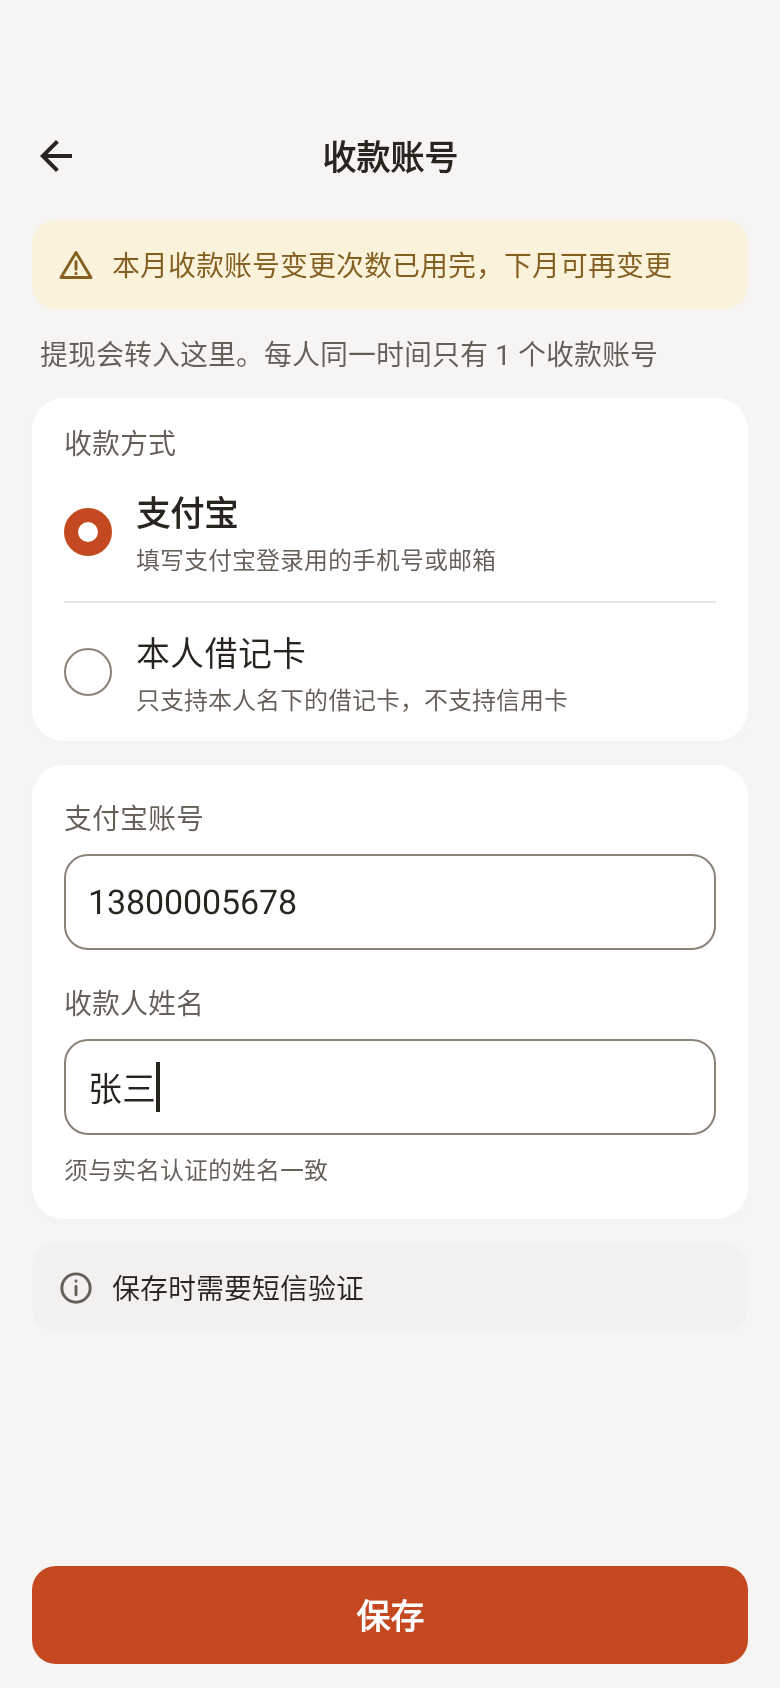 收款账号
本月收款账号变更次数已用完，下月可再变更
提现会转入这里。每人同一时间只有 1 个收款账号
收款方式
支付宝
填写支付宝登录用的手机号或邮箱
本人借记卡
只支持本人名下的借记卡，不支持信用卡
支付宝账号
13800005678
收款人姓名
张三
须与实名认证的姓名一致
保存时需要短信验证
保存